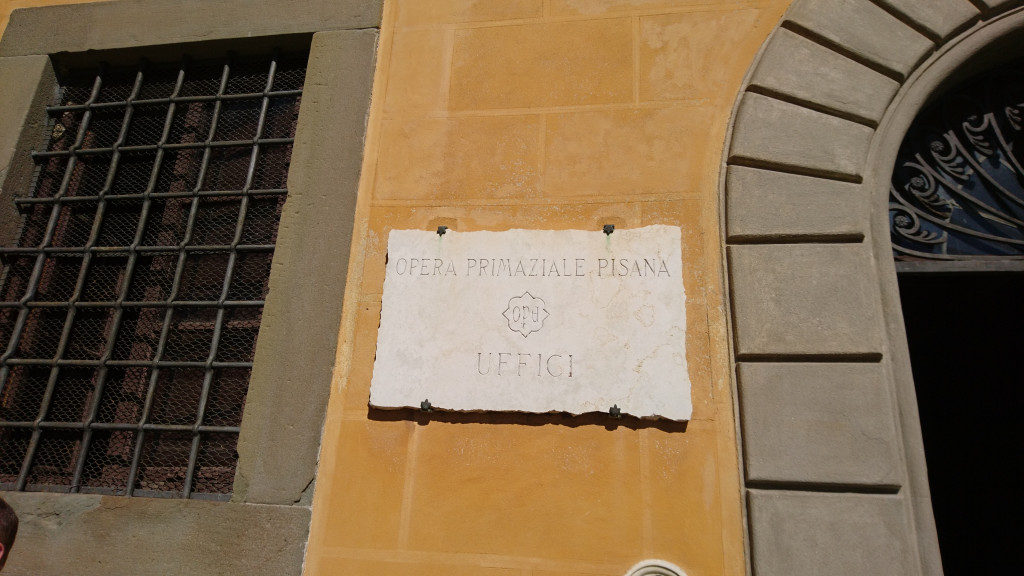 OPERA PRIMAZIALE PISANA
opa
UFFICI